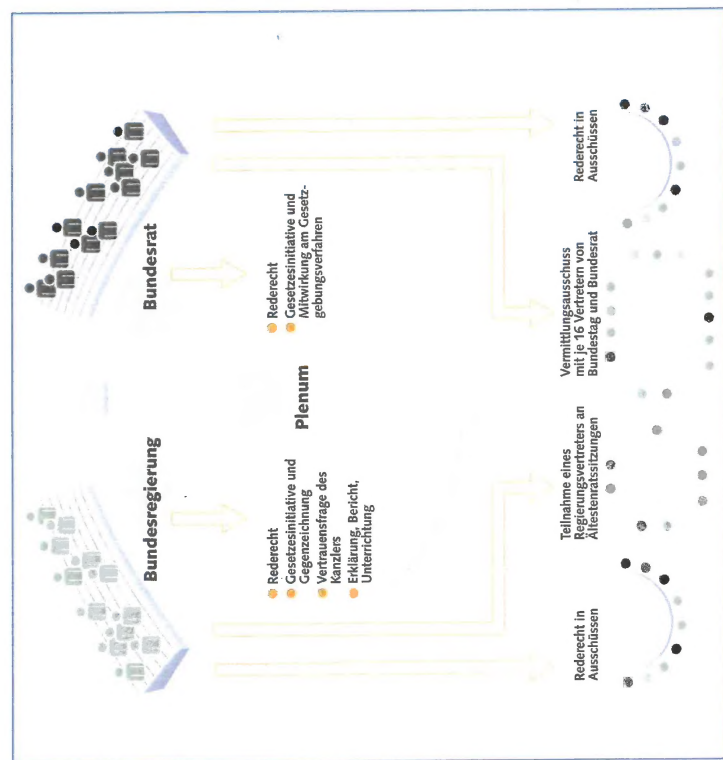 Bundesregierung
Bundesrat
Rederecht
Gesetzesinitiative und
Gegenzeichnung
Vertrauensfrage des
Kanzlers
Erklärung, Bericht,
Unterrichtung
Plenum
Rederecht
Gesetzesinitiative und
Mitwirkung am Gesetz-
gebungsverfahren
Rederecht in
Ausschüssen
Teilnahme eines
Regierungsvertreters an
Ältestenratssitzungen
Vermittlungsausschuss
mit je 16 Vertretern von
Bundestag und Bundesrat
Rederecht in
Ausschüssen